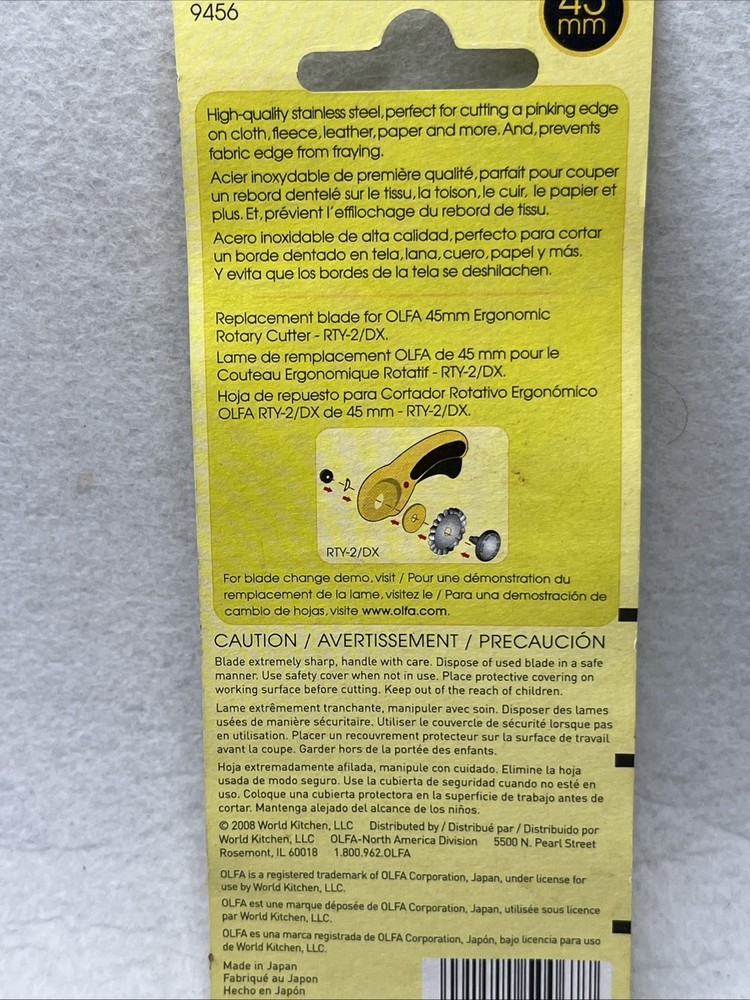 9456
45
mm
High-quality stainless steel, perfect for cutting a pinking edge
on cloth, fleece, leather, paper and more. And, prevents
fabric edge from fraying.
Acier inoxydable de première qualité, parfait pour couper
un rebord dentelé sur le tissu, la toison, le cuir, le papier et
plus. Et, prévient l'effilochage du rebord de tissu.
Acero inoxidable de alta calidad, perfecto para cortar
un borde dentado en tela, lana, cuero, papel y más.
Y evita que los bordes de la tela se deshilachen.
Replacement blade for OLFA 45mm Ergonomic
Rotary Cutter - RTY-2/DX.
Lame de remplacement OLFA de 45 mm pour le
Couteau Ergonomique Rotatif - RTY-2/DX.
Hoja de repuesto para Cortador Rotativo Ergonómico
OLFA RTY-2/DX de 45 mm - RTY-2/DX.
RTY-2/DX
For blade change demo, visit / Pour une démonstration du
remplacement de la lame, visitez le / Para una demostración de
cambio de hojas, visite www.olfa.com.
CAUTION / AVERTISSEMENT / PRECAUCIÓN
Blade extremely sharp, handle with care. Dispose of used blade in a safe
manner. Use safety cover when not in use. Place protective covering on
working surface before cutting. Keep out of the reach of children.
Lame extrêmement tranchante, manipuler avec soin. Disposer des lames
usées de manière sécuritaire. Utiliser le couvercle de sécurité lorsque pas
en utilisation. Placer un recouvrement protecteur sur la surface de travail
avant la coupe. Garder hors de la portée des enfants.
Hoja extremadamente afilada, manipule con cuidado. Elimine la hoja
usada de modo seguro. Use la cubierta de seguridad cuando no esté en
uso. Coloque una cubierta protectora en la superficie de trabajo antes de
cortar. Mantenga alejado del alcance de los niños.
© 2008 World Kitchen, LLC Distributed by / Distribué par / Distribuido por
World Kitchen, LLC OLFA-North America Division 5500 N. Pearl Street
Rosemont, IL 60018 1.800.962.OLFA
OLFA is a registered trademark of OLFA Corporation, Japan, under license for
use by World Kitchen, LLC.
OLFA est une marque déposée de OLFA Corporation, Japan, utilisée sous licence
par World Kitchen, LLC.
OLFA es una marca registrada de OLFA Corporation, Japón, bajo licencia para uso
de World Kitchen, LLC.
Made in Japan
Fabriqué au Japon
Hecho en Japón